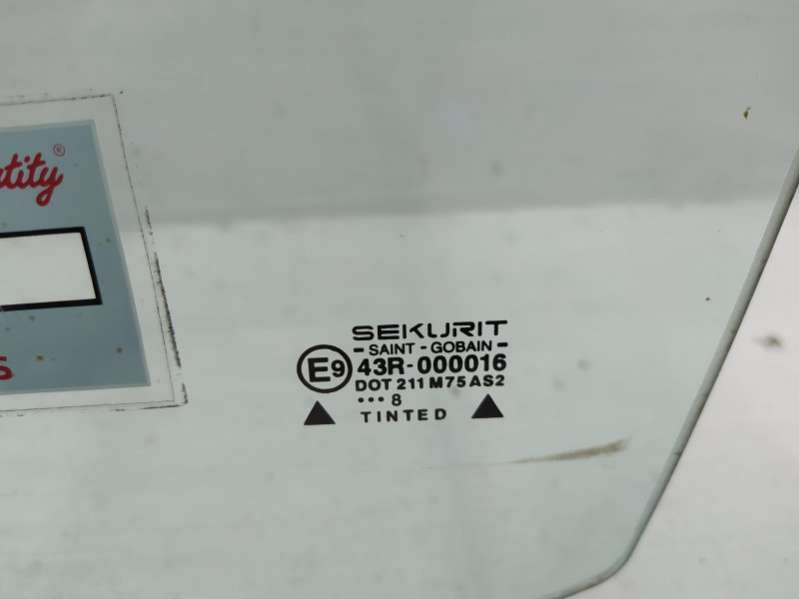 SEKURIT
- SAINT - GOBAIN -
E9 43R-000016
DOT 211 M75 AS2
••• 8
TINTED